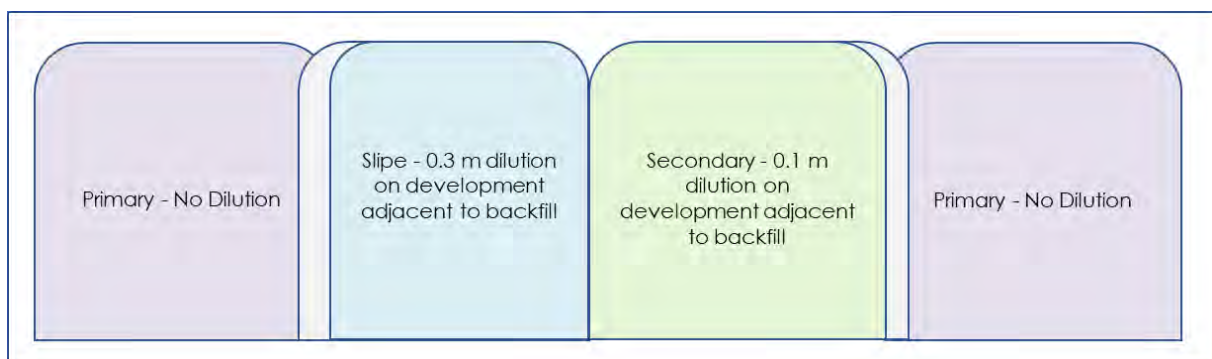 Primary - No Dilution
Slipe - 0.3 m dilution
on development
adjacent to backfill
Secondary - 0.1 m
dilution on
development adjacent
to backfill
Primary - No Dilution